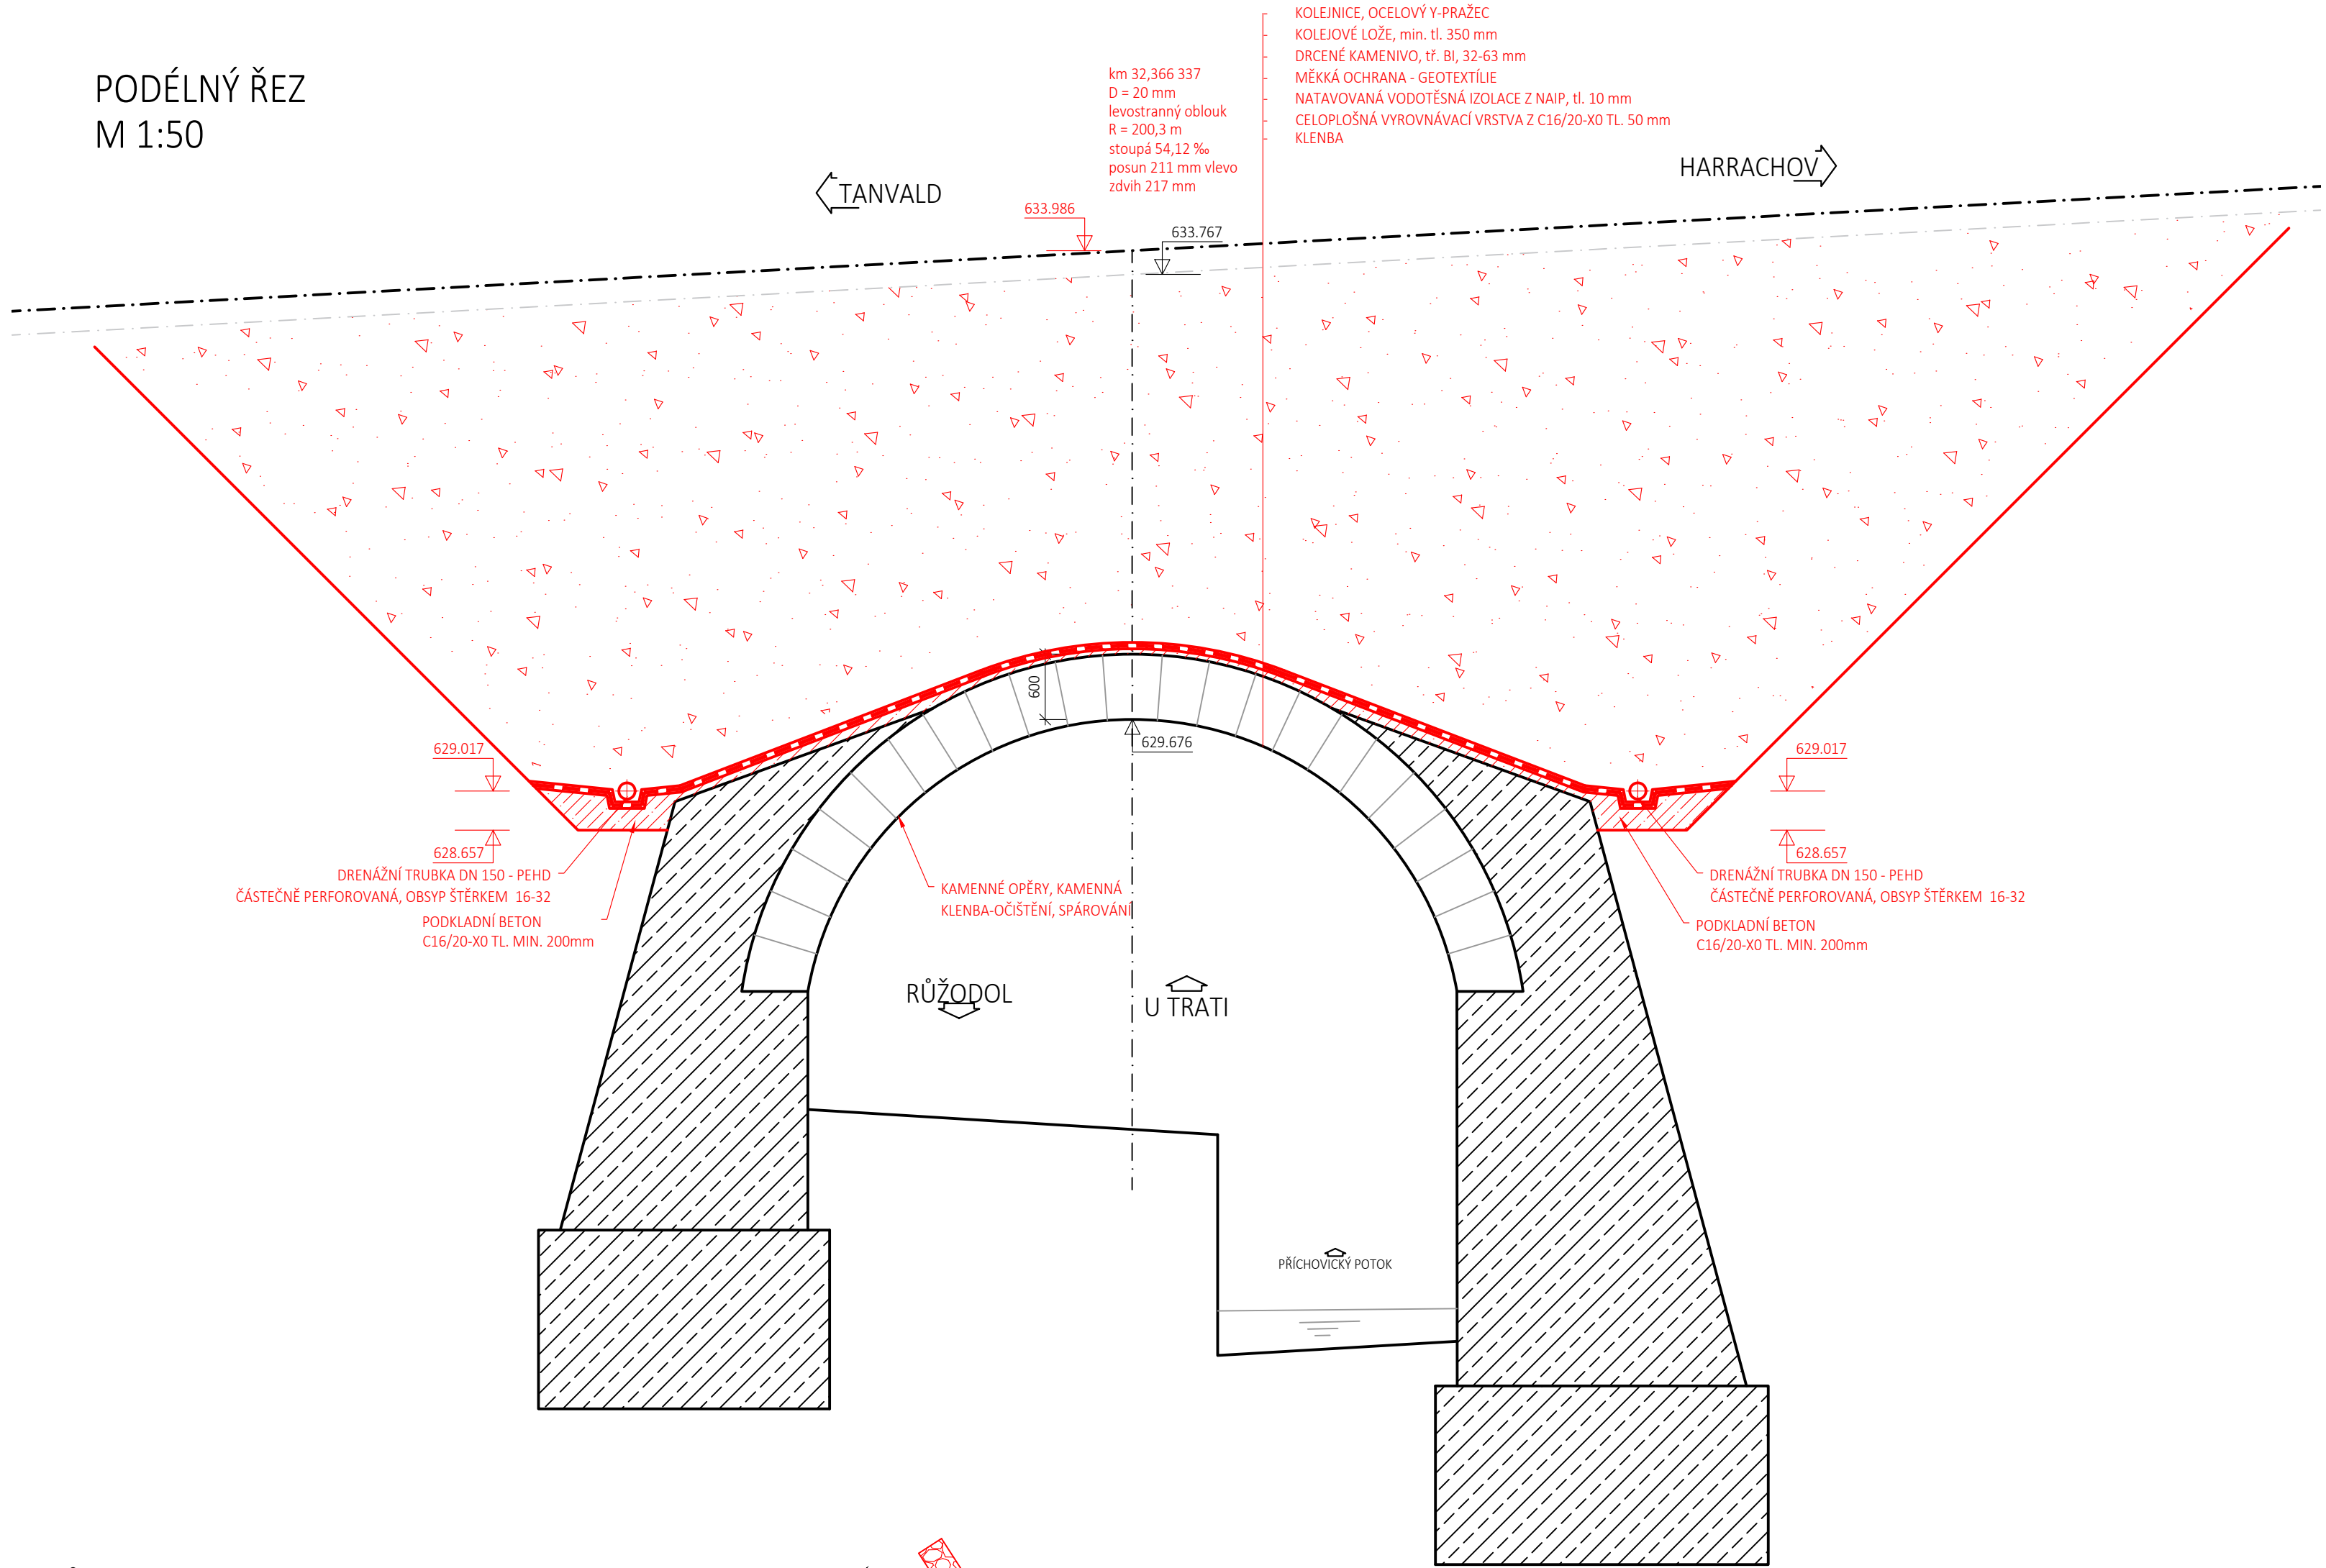 PODÉLNÝ ŘEZ
M 1:50
KOLEJNICE, OCELOVÝ Y-PRAŽEC
KOLEJOVÉ LOŽE, min. tl. 350 mm
DRCENÉ KAMENIVO, tř. BI, 32-63 mm
MĚKKÁ OCHRANA - GEOTEXTÍLIE
NATAVOVANÁ VODOTĚSNÁ IZOLACE Z NAIP, tl. 10 mm
CELOPLOŠNÁ VYROVNÁVACÍ VRSTVA Z C16/20-X0 TL. 50 mm
KLENBA
km 32,366 337
D = 20 mm
levostranný oblouk
R = 200,3 m
stoupá 54,12 ‰
posun 211 mm vlevo
zdvih 217 mm
TANVALD
HARRACHOV
633.986
633.767
600
629.676
629.017
628.657
DRENÁŽNÍ TRUBKA DN 150 - PEHD
ČÁSTEČNĚ PERFOROVANÁ, OBSYP ŠTĚRKEM 16-32
PODKLADNÍ BETON
C16/20-X0 TL. MIN. 200mm
KAMENNÉ OPĚRY, KAMENNÁ
KLENBA-OČIŠTĚNÍ, SPÁROVÁNÍ
629.017
628.657
DRENÁŽNÍ TRUBKA DN 150 - PEHD
ČÁSTEČNĚ PERFOROVANÁ, OBSYP ŠTĚRKEM 16-32
PODKLADNÍ BETON
C16/20-X0 TL. MIN. 200mm
RŮŽODOL
U TRATI
PŘÍCHOVICKÝ POTOK